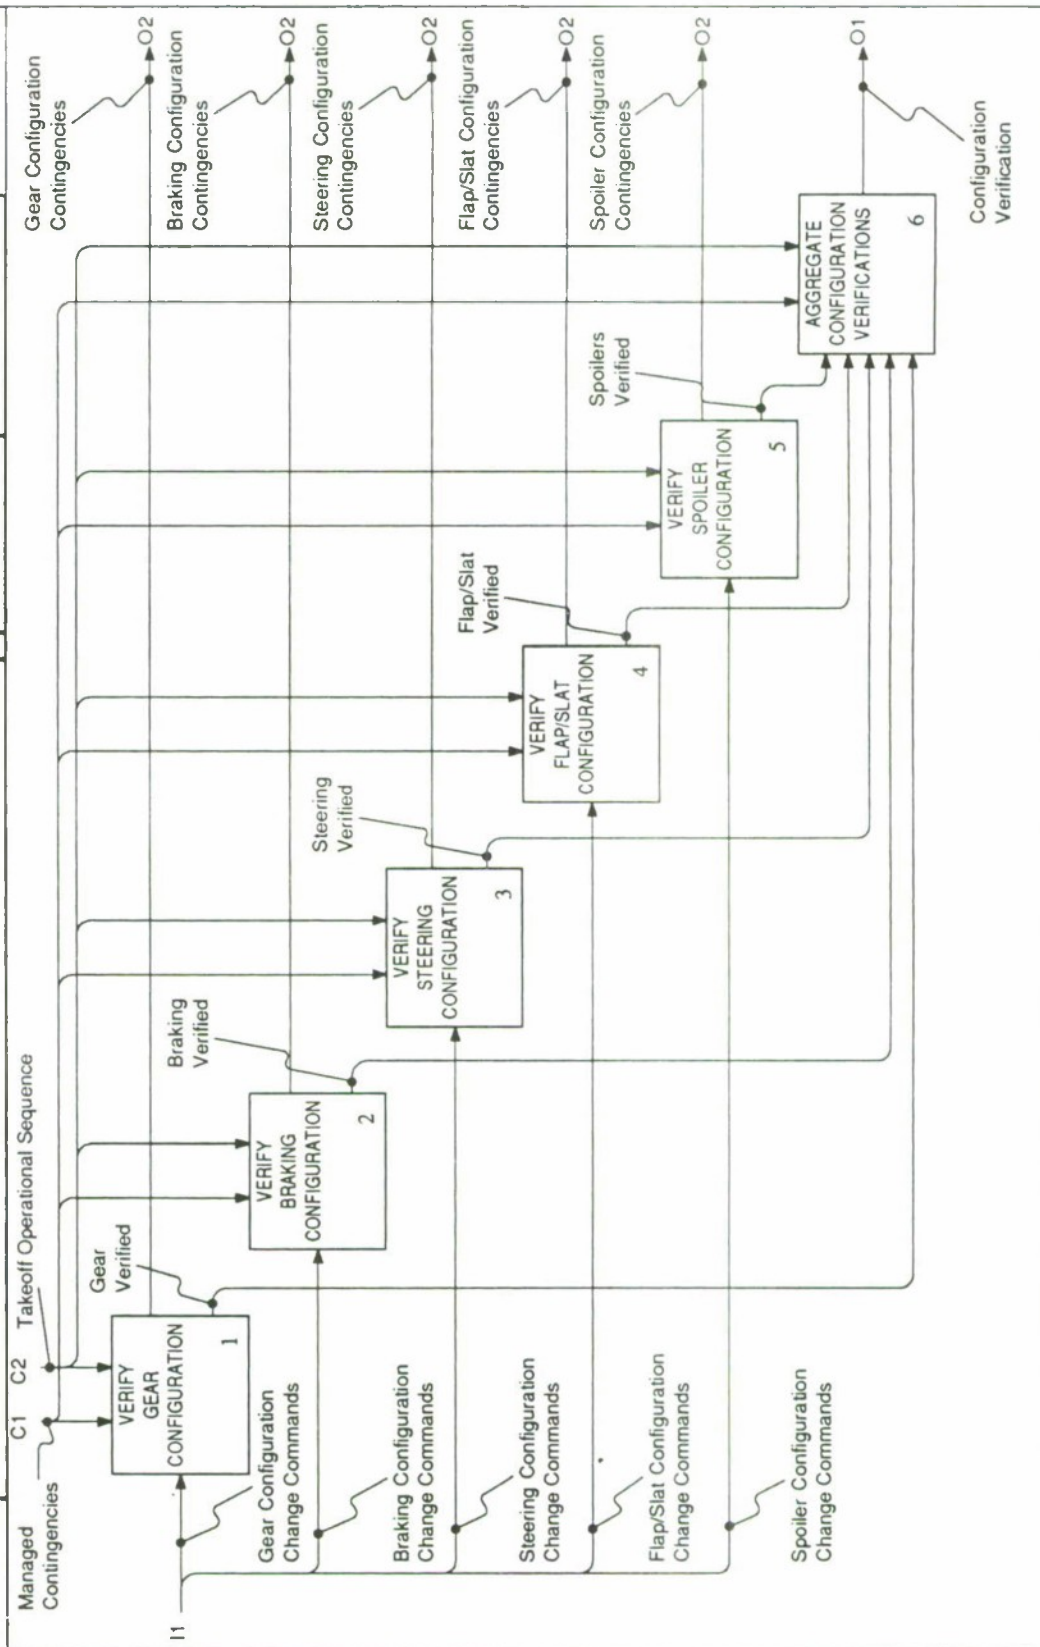 Managed
Contingencies
C1
C2
Takeoff Operational Sequence
I1
VERIFY
GEAR
CONFIGURATION
1
Gear
Verified
Gear Configuration
Contingencies
O2
Gear Configuration
Change Commands
VERIFY
BRAKING
CONFIGURATION
2
Braking
Verified
Braking Configuration
Contingencies
O2
Braking Configuration
Change Commands
VERIFY
STEERING
CONFIGURATION
3
Steering
Verified
Steering Configuration
Contingencies
O2
Steering Configuration
Change Commands
VERIFY
FLAP/SLAT
CONFIGURATION
4
Flap/Slat
Verified
Flap/Slat Configuration
Contingencies
O2
Flap/Slat Configuration
Change Commands
VERIFY
SPOILER
CONFIGURATION
5
Spoilers
Verified
Spoiler Configuration
Contingencies
O2
Spoiler Configuration
Change Commands
AGGREGATE
CONFIGURATION
VERIFICATIONS
6
O1
Configuration
Verification